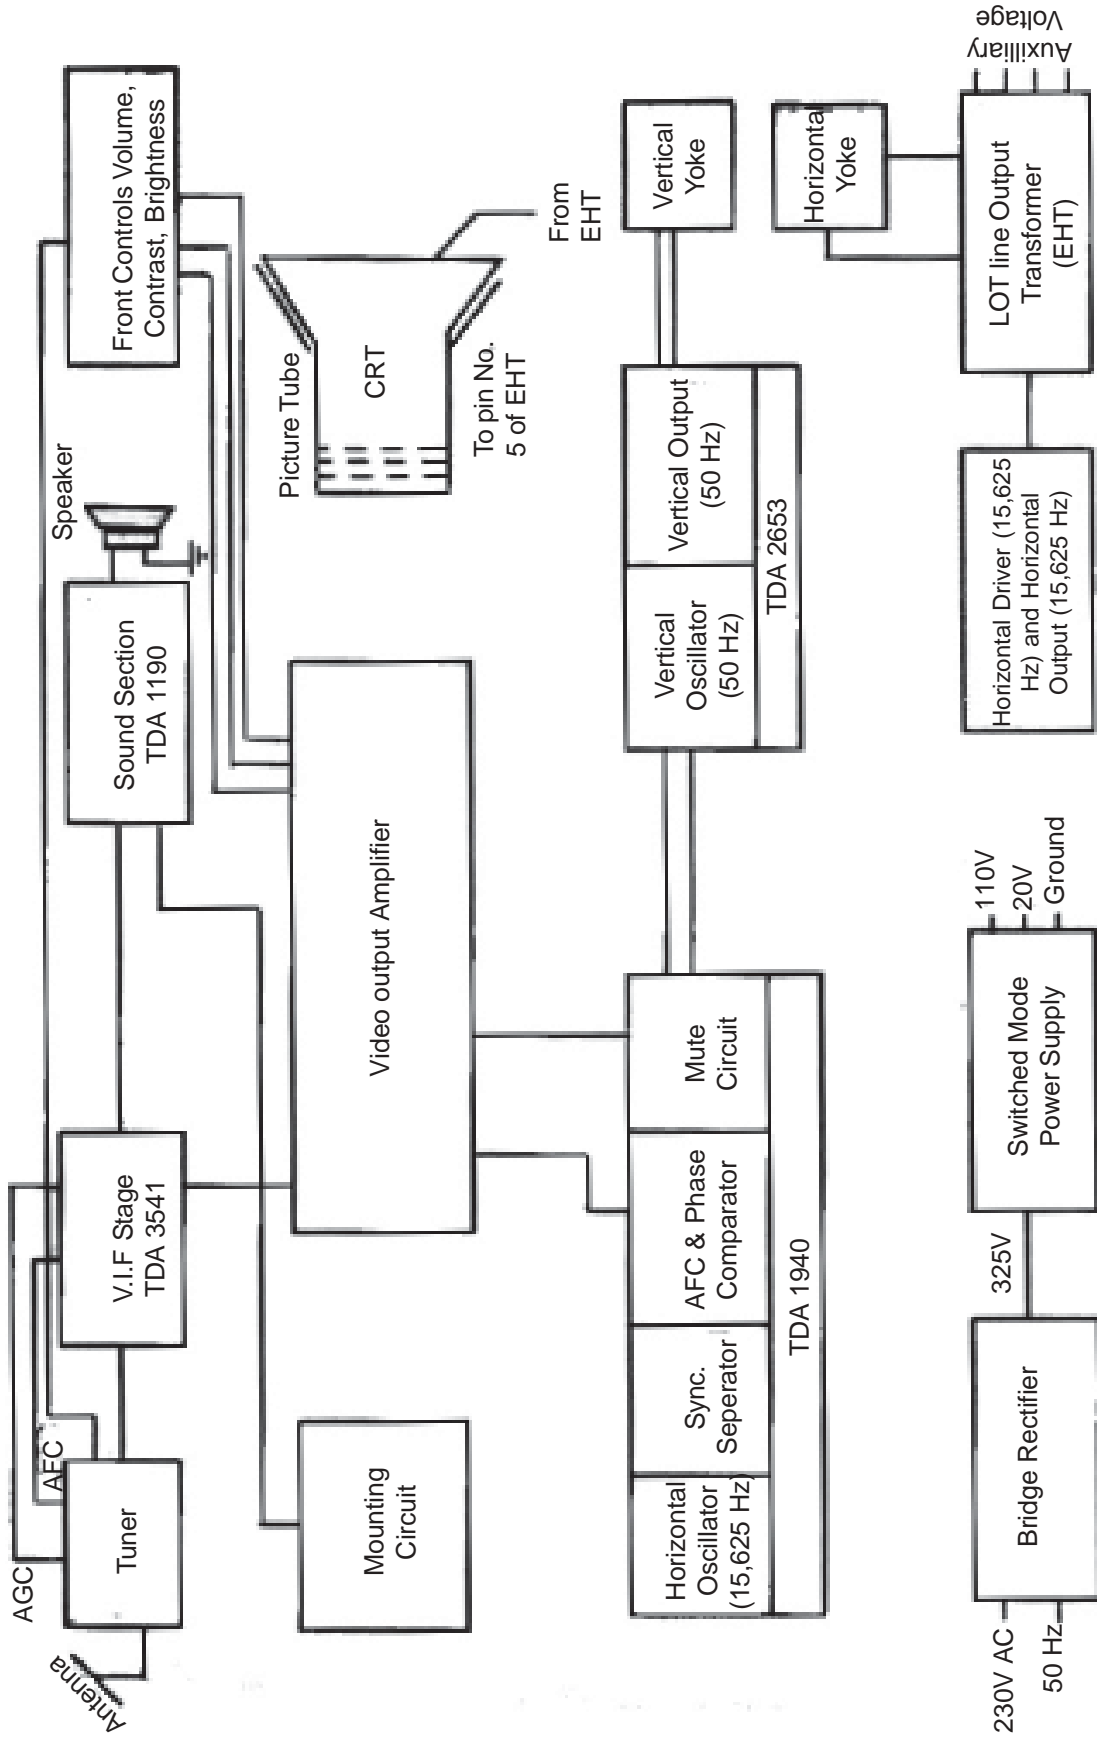 AGC
AFC
Antenna
Tuner
V.I.F Stage
TDA 3541
Sound Section
TDA 1190
Speaker
Front Controls Volume,
Contrast, Brightness
Mounting
Circuit
Video output Amplifier
Picture Tube
CRT
To pin No.
5 of EHT
From
EHT
Horizontal
Oscillator
(15,625 Hz)
Sync.
Seperator
AFC & Phase
Comparator
Mute
Circuit
TDA 1940
Vertical
Oscillator
(50 Hz)
Vertical Output
(50 Hz)
TDA 2653
Vertical
Yoke
Horizontal
Yoke
230V AC
50 Hz
Bridge Rectifier
325V
Switched Mode
Power Supply
110V
20V
Ground
Horizontal Driver (15,625
Hz) and Horizontal
Output (15,625 Hz)
LOT line Output
Transformer
(EHT)
Auxilliary
Voltage